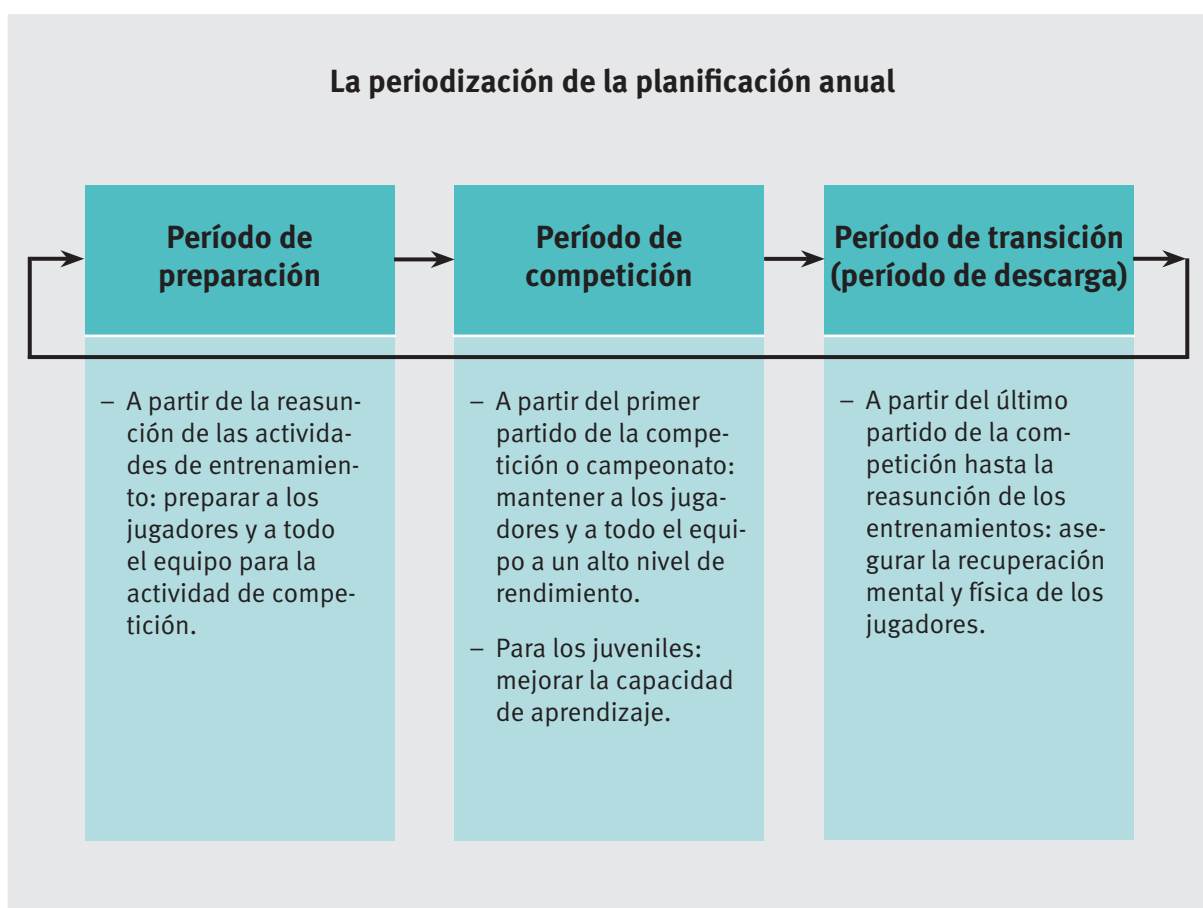 La periodización de la planificación anual
Período de
preparación
Período de
competición
Período de transición
(período de descarga)
– A partir de la reasun-
ción de las activida-
des de entrenamien-
to: preparar a los
jugadores y a todo
el equipo para la
actividad de compe-
tición.
– A partir del primer
partido de la compe-
tición o campeonato:
mantener a los juga-
dores y a todo el equi-
po a un alto nivel de
rendimiento.
– Para los juveniles:
mejorar la capacidad
de aprendizaje.
– A partir del último
partido de la com-
petición hasta la
reasunción de los
entrenamientos: ase-
gurar la recuperación
mental y física de los
jugadores.